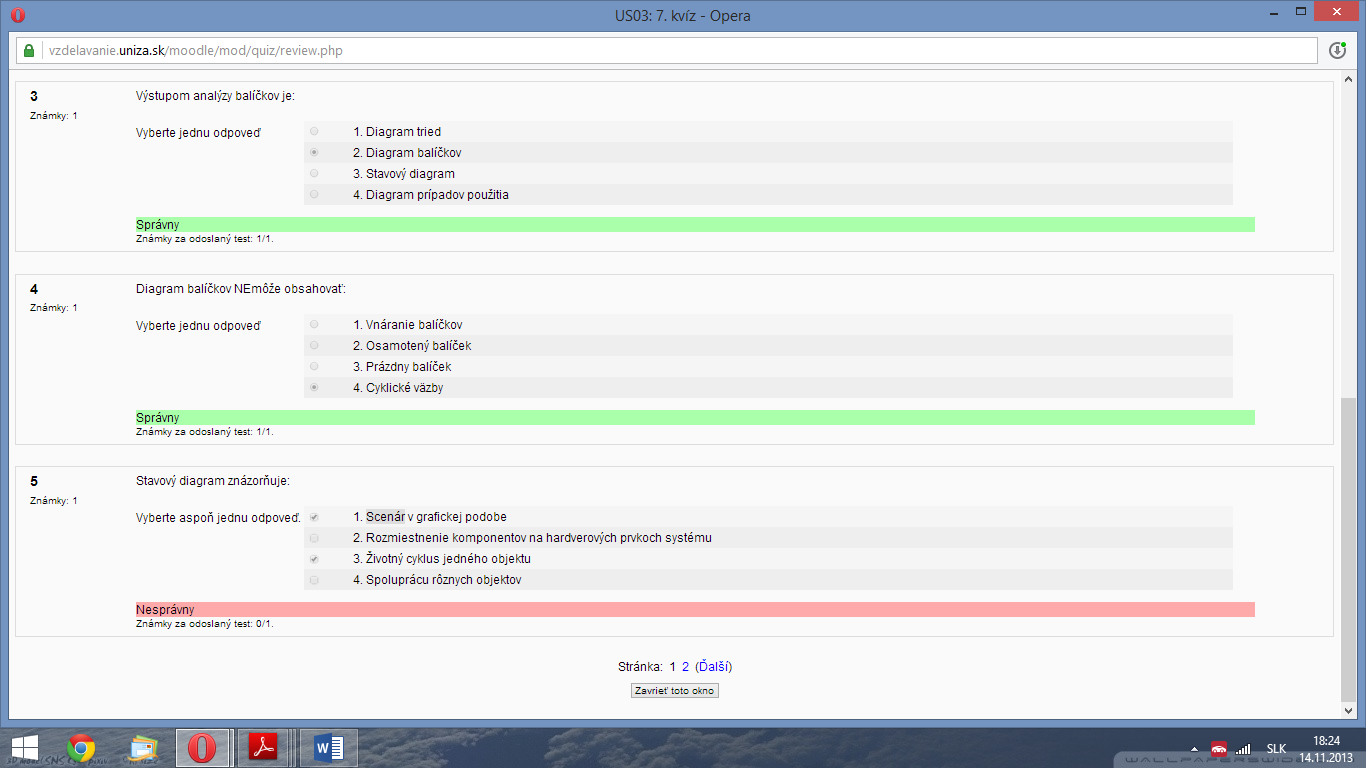 US03: 7. kvíz - Opera
vzdelavanie.uniza.sk/moodle/mod/quiz/review.php
3
Známky: 1
Výstupom analýzy balíčkov je:
Vyberte jednu odpoveď
1. Diagram tried
2. Diagram balíčkov
3. Stavový diagram
4. Diagram prípadov použitia
Správny
Známky za odoslaný test: 1/1.
4
Známky: 1
Diagram balíčkov NEmôže obsahovať:
Vyberte jednu odpoveď
1. Vnáranie balíčkov
2. Osamotený balíček
3. Prázdny balíček
4. Cyklické väzby
Správny
Známky za odoslaný test: 1/1.
5
Známky: 1
Stavový diagram znázorňuje:
Vyberte aspoň jednu odpoveď.
1. Scenár v grafickej podobe
2. Rozmiestnenie komponentov na hardverových prvkoch systému
3. Životný cyklus jedného objektu
4. Spoluprácu rôznych objektov
Nesprávny
Známky za odoslaný test: 0/1.
Stránka: 1 2 (Ďalší)
Zavrieť toto okno
SLK
18:24
14.11.2013